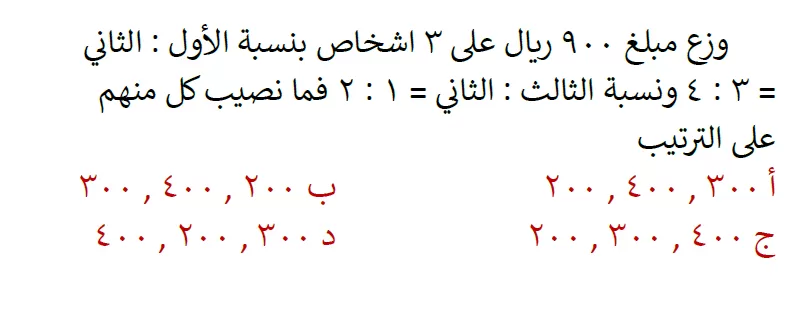 وزع مبلغ ٩٠٠ ريال على ٣ اشخاص بنسبة الأول : الثاني
= ٣ : ٤ ونسبة الثالث : الثاني = ١ : ٢ فما نصيب كل منهم
على الترتيب
أ ٣٠٠ , ٤٠٠ , ٢٠٠ ب ٢٠٠ , ٤٠٠ , ٣٠٠
ج ٤٠٠ , ٣٠٠ , ٢٠٠ د ٣٠٠ , ٢٠٠ , ٤٠٠